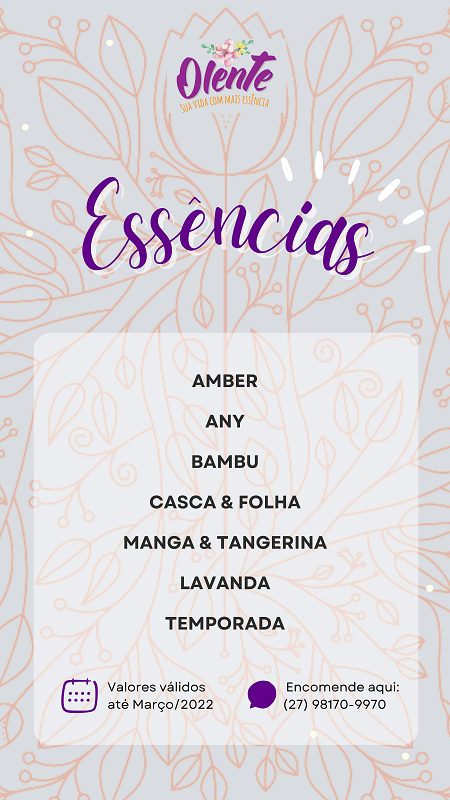 Olente
SUA VIDA COM MAIS ESSÊNCIA
Essências
AMBER
ANY
BAMBU
CASCA & FOLHA
MANGA & TANGERINA
LAVANDA
TEMPORADA
Valores válidos
até Março/2022
Encomende aqui:
(27) 98170-9970